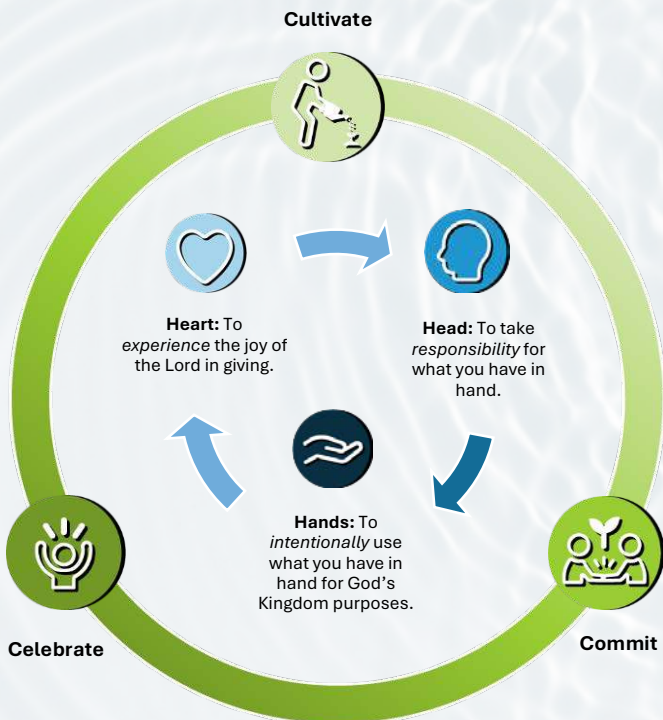 Cultivate
Heart: To
experience the joy of
the Lord in giving.
Head: To take
responsibility for
what you have in
hand.
Hands: To
intentionally use
what you have in
hand for God's
Kingdom purposes.
Celebrate
Commit